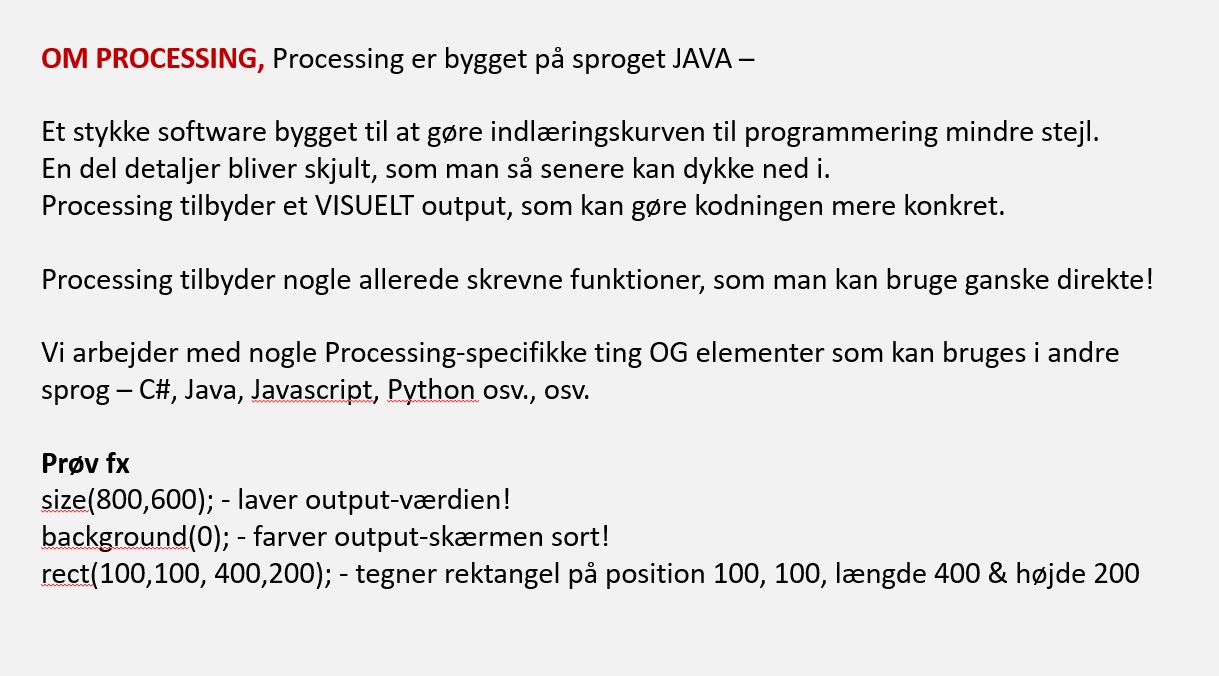 OM PROCESSING, Processing er bygget på sproget JAVA –
Et stykke software bygget til at gøre indlæringskurven til programmering mindre stejl.
En del detaljer bliver skjult, som man så senere kan dykke ned i.
Processing tilbyder et VISUELT output, som kan gøre kodningen mere konkret.
Processing tilbyder nogle allerede skrevne funktioner, som man kan bruge ganske direkte!
Vi arbejder med nogle Processing-specifikke ting OG elementer som kan bruges i andre
sprog – C#, Java, Javascript, Python osv., osv.
Prøv fx
size(800,600); - laver output-værdien!
background(0); - farver output-skærmen sort!
rect(100,100, 400,200); - tegner rektangel på position 100, 100, længde 400 & højde 200